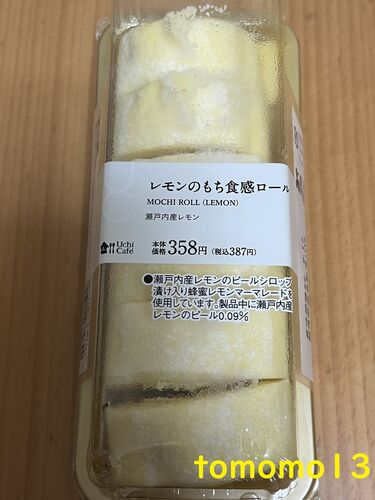 レモンのもち食感ロール
MOCHI ROLL (LEMON)
瀬戸内産レモン
Uchi Café
本体価格 358円 (税込387円)
●瀬戸内産レモンのピールシロップ
漬け入り蜂蜜レモンマーマレードを
使用しています。製品中に瀬戸内産
レモンのピール0.09%
tomomo13